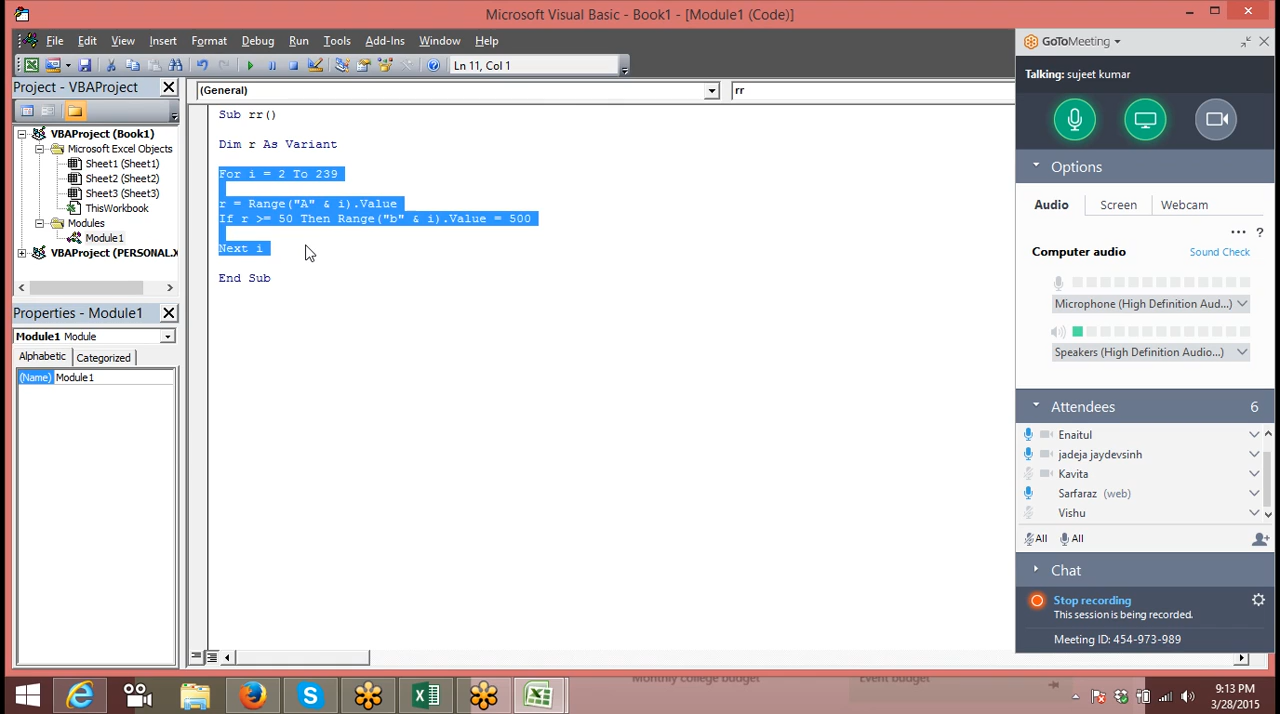 Microsoft Visual Basic - Book1 - [Module1 (Code)]
File Edit View Insert Format Debug Run Tools Add-Ins Window Help
Ln 11, Col 1
Project - VBAProject
(General)
rr
VBAProject (Book1)
Microsoft Excel Objects
Sheet1 (Sheet1)
Sheet2 (Sheet2)
Sheet3 (Sheet3)
ThisWorkbook
Modules
Module1
VBAProject (PERSONAL.X
Properties - Module1
Module1 Module
Alphabetic Categorized
(Name) Module1
Sub rr()
Dim r As Variant
For i = 2 To 239
r = Range("A" & i).Value
If r >= 50 Then Range("b" & i).Value = 500
Next i
End Sub
GoToMeeting
Talking: sujeet kumar
Options
Audio Screen Webcam
... ?
Computer audio Sound Check
Microphone (High Definition Aud...)
Speakers (High Definition Audio...)
Attendees 6
Enaitul
jadeja jaydevsinh
Kavita
Sarfaraz (web)
Vishu
All All
Chat
Stop recording
This session is being recorded.
Meeting ID: 454-973-989
Monthly college budget
Event budget
9:13 PM
3/28/2015